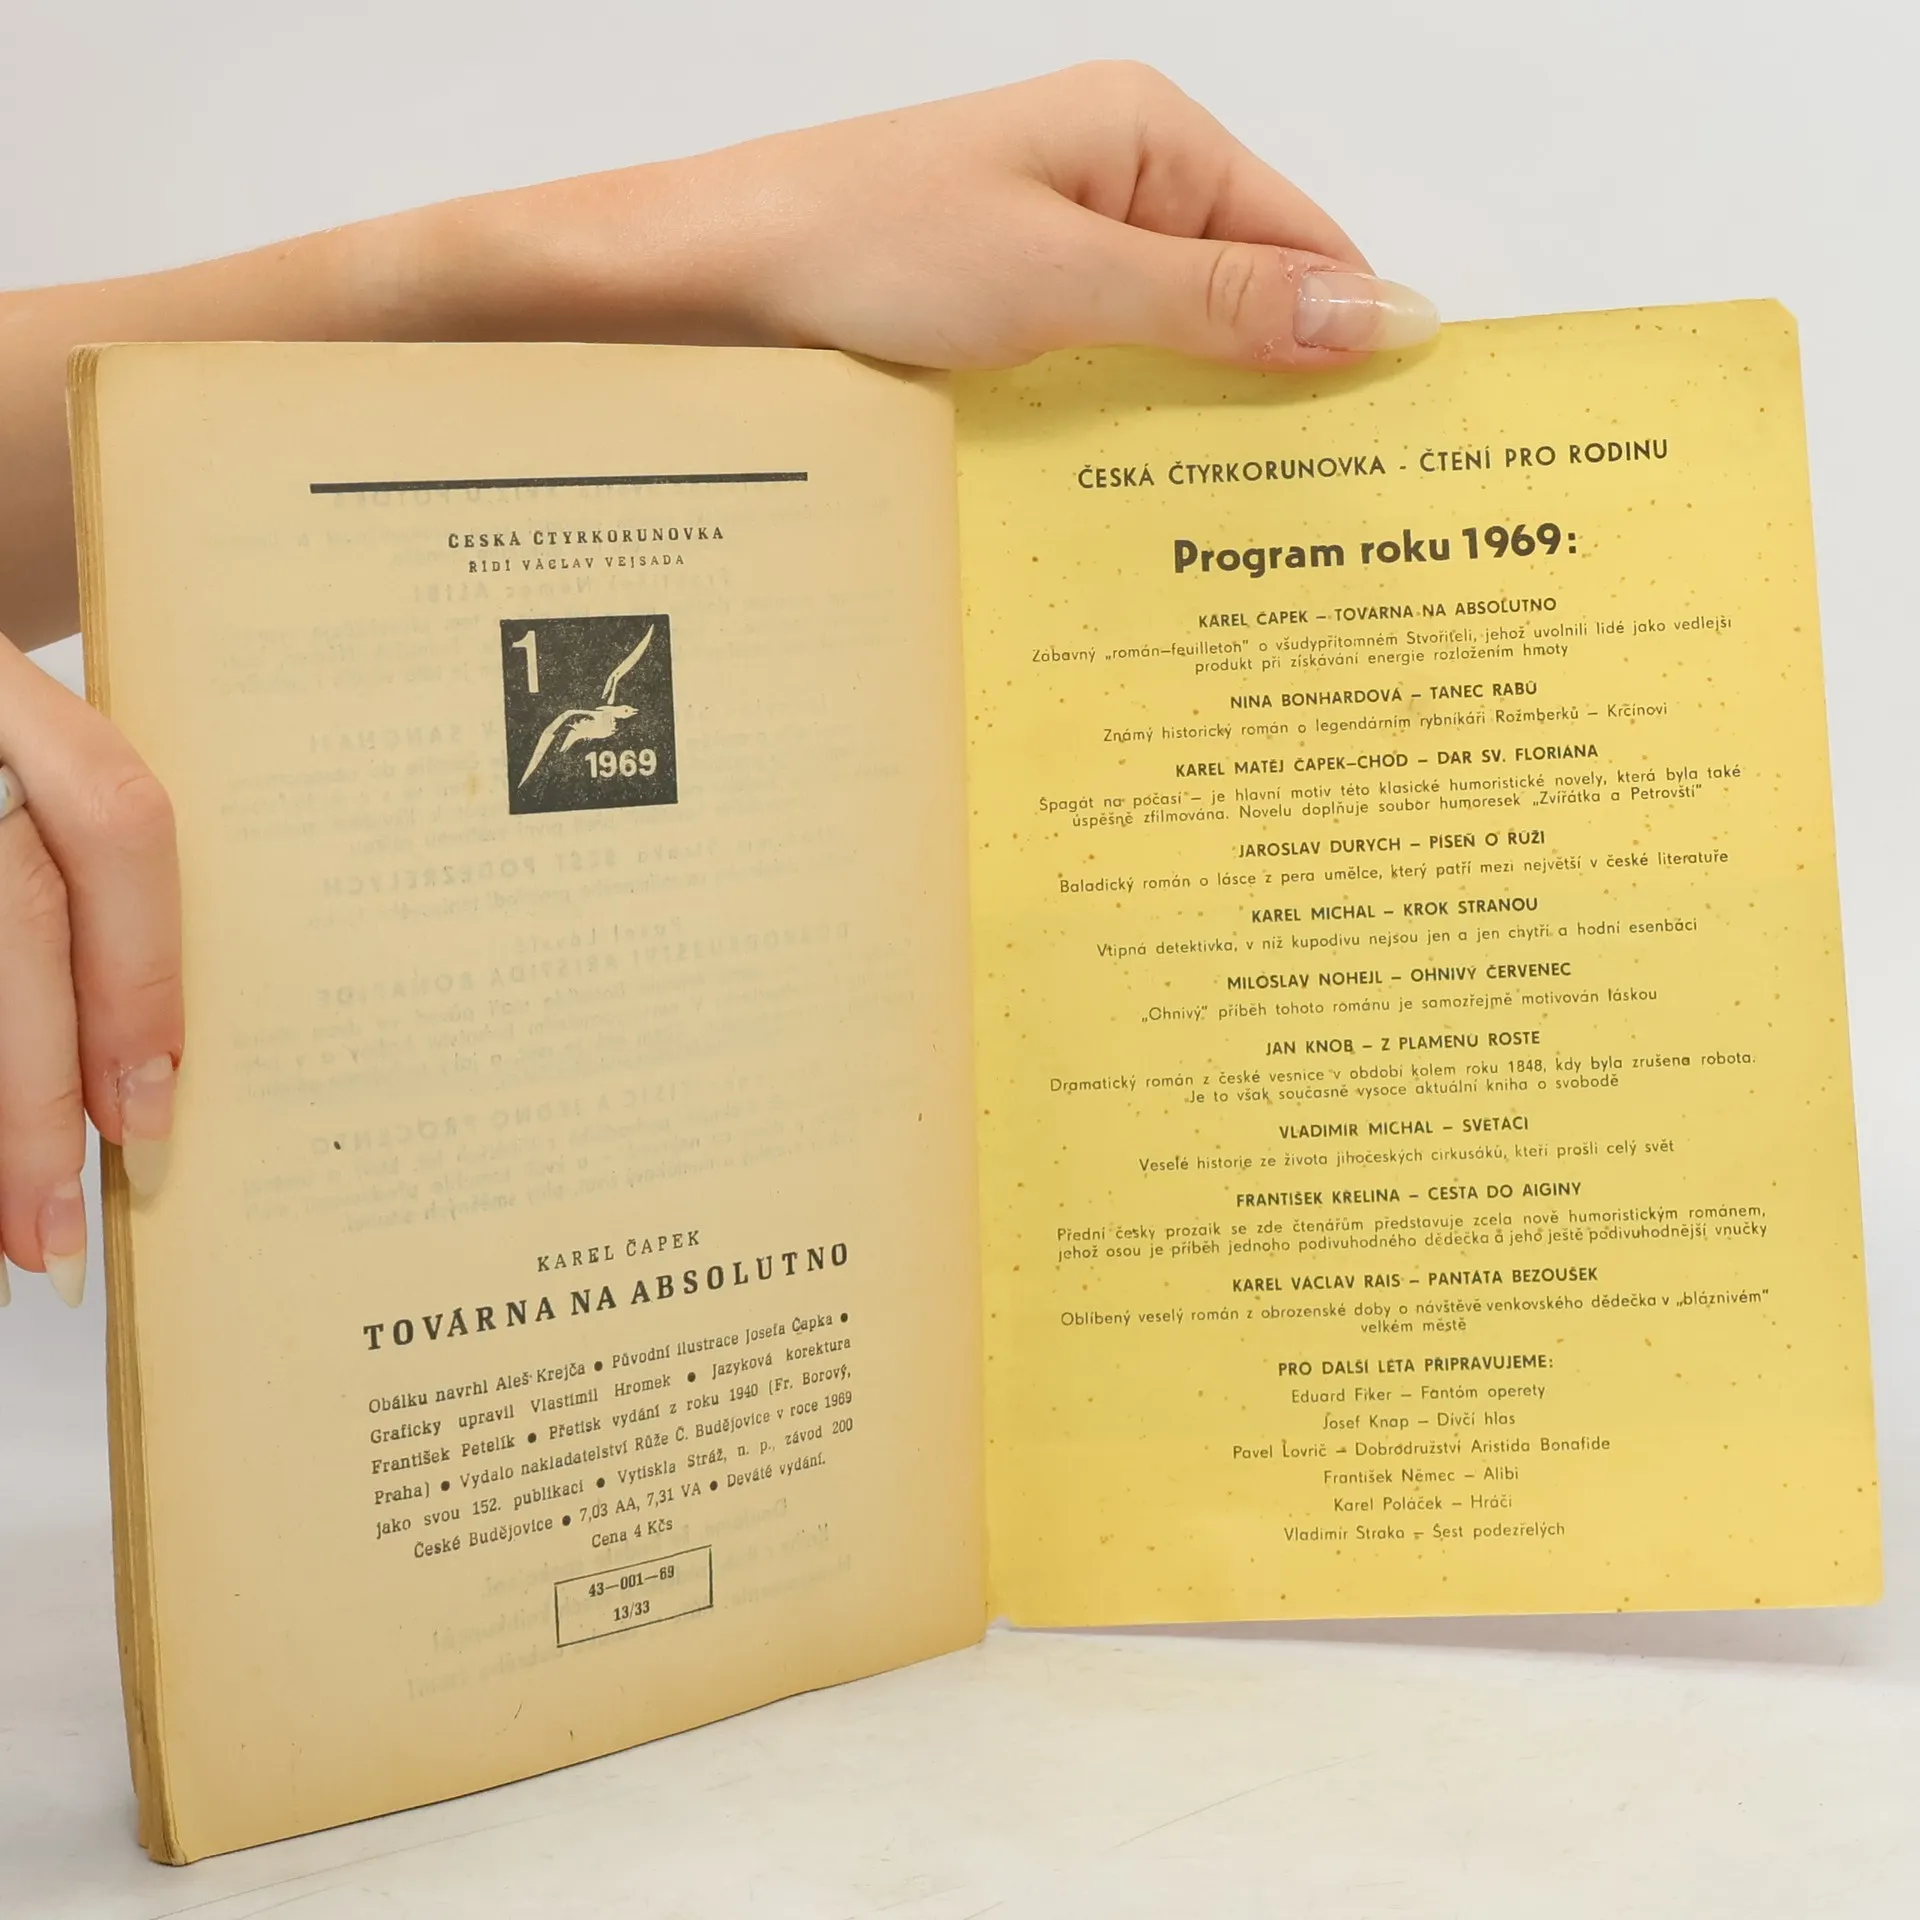 ČESKÁ ČTYRKORUNOVKA
ŘÍDÍ VÁCLAV VEJSADA
1
1969
KAREL ČAPEK
TOVÁRNA NA ABSOLUTNO
Obálku navrhl Aleš Krejča ● Původní ilustrace Josefa Čapka ●
Graficky upravil Vlastimil Hromek ● Jazyková korektura
František Petelík ● Přetisk vydání z roku 1940 (Fr. Borový,
Praha) ● Vydalo nakladatelství Růže Č. Budějovice v roce 1969
jako svou 152. publikaci ● Vytiskla Stráž, n. p., závod 200
České Budějovice ● 7,03 AA, 7,31 VA ● Deváté vydání.
Cena 4 Kčs
43—001—69
13/33
ČESKÁ ČTYRKORUNOVKA - ČTENÍ PRO RODINU
Program roku 1969:
KAREL ČAPEK – TOVÁRNA NA ABSOLUTNO
Zábavný „román–feuilleton" o všudypřítomném Stvořiteli, jehož uvolnili lidé jako vedlejší
produkt při získávání energie rozložením hmoty
NINA BONHARDOVÁ – TANEC RABŮ
Známý historický román o legendárním rybníkáři Rožmberků – Krčínovi
KAREL MATĚJ ČAPEK–CHOD – DAR SV. FLORIÁNA
Špagát na počasí – je hlavní motiv této klasické humoristické novely, která byla také
úspěšně zfilmována. Novelu doplňuje soubor humoresek „Zvířátka a Petrovští"
JAROSLAV DURYCH – PÍSEŇ O RŮŽI
Baladický román o lásce z pera umělce, který patří mezi největší v české literatuře
KAREL MICHAL – KROK STRANOU
Vtipná detektivka, v níž kupodivu nejsou jen a jen chytří a hodní esenbáci
MILOSLAV NOHEJL – OHNIVÝ ČERVENEC
„Ohnivý" příběh tohoto románu je samozřejmě motivován láskou
JAN KNOB – Z PLAMENŮ ROSTE
Dramatický román z české vesnice v období kolem roku 1848, kdy byla zrušena robota.
Je to však současně vysoce aktuální kniha o svobodě
VLADIMÍR MICHAL – SVĚTÁCI
Veselé historie ze života jihočeských cirkusáků, kteří prošli celý svět
FRANTIŠEK KŘELINA – CESTA DO AIGINY
Přední český prozaik se zde čtenářům představuje zcela nově humoristickým románem,
jehož osou je příběh jednoho podivuhodného dědečka a jeho ještě podivuhodnější vnučky
KAREL VÁCLAV RAIS – PANTÁTA BEZOUŠEK
Oblíbený veselý román z obrozenské doby o návštěvě venkovského dědečka v „bláznivém"
velkém městě
PRO DALŠÍ LÉTA PŘIPRAVUJEME:
Eduard Fiker – Fantóm operety
Josef Knap – Dívčí hlas
Pavel Lovrič – Dobrodružství Aristida Bonafide
František Němec – Alibi
Karel Poláček – Hráči
Vladimír Straka – Šest podezřelých